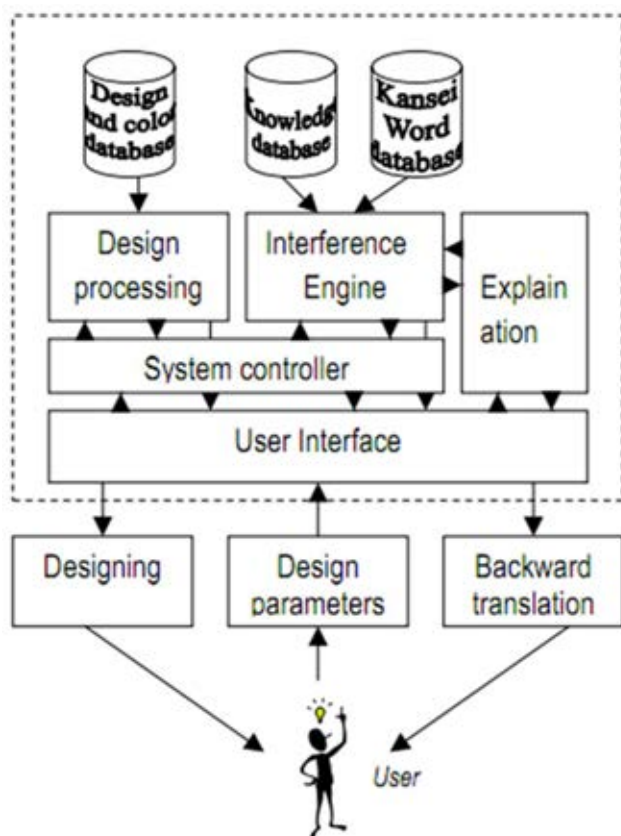 Design
and color
database
Knowledge
database
Kansei
Word
database
Design
processing
Interference
Engine
Explain
ation
System controller
User Interface
Designing
Design
parameters
Backward
translation
User